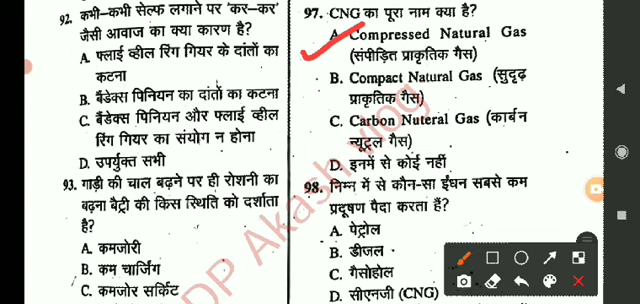 92. कभी-कभी सेल्फ लगाने पर 'कर-कर'
जैसी आवाज का क्या कारण है?
A. फ्लाई व्हील रिंग गियर के दांतों का
कटना
B. बैंडेक्स पिनियन का दांतों का कटना
C. बैंडेक्स पिनियन और फ्लाई व्हील
रिंग गियर का संयोग न होना
D. उपर्युक्त सभी
93. गाड़ी की चाल बढ़ने पर ही रोशनी का
बढ़ना बैट्री की किस स्थिति को दर्शाता
है?
A. कमजोरी
B. कम चार्जिंग
C. कमजोर सर्किट
97. CNG का पूरा नाम क्या है?
A. Compressed Natural Gas
(संपीड़ित प्राकृतिक गैस)
B. Compact Natural Gas (सुदृढ़
प्राकृतिक गैस)
C. Carbon Nuteral Gas (कार्बन
न्यूट्रल गैस)
D. इनमें से कोई नहीं
98. निम्न में से कौन-सा ईंधन सबसे कम
प्रदूषण पैदा करता हैं?
A. पेट्रोल
B. डीजल
C. गैसोहोल
D. सीएनजी (CNG)
DP Akash vlog